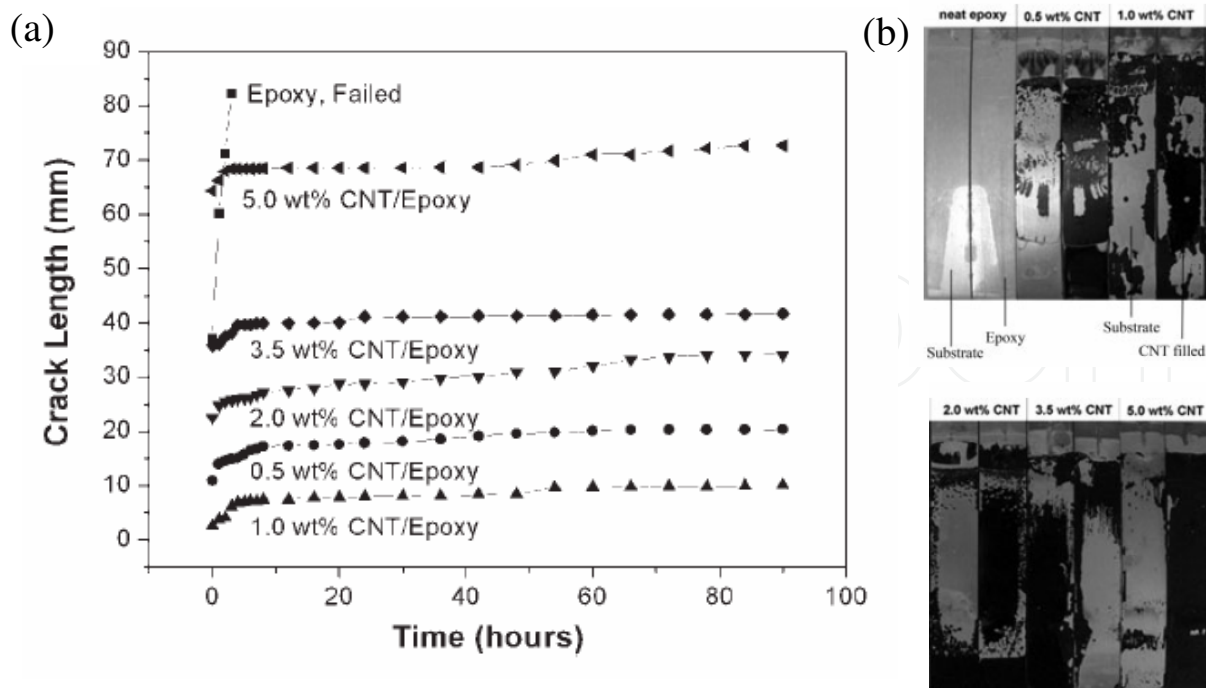 (a)
Crack Length (mm)
90
80
70
60
50
40
30
20
10
0
Epoxy, Failed
5.0 wt% CNT/Epoxy
3.5 wt% CNT/Epoxy
2.0 wt% CNT/Epoxy
0.5 wt% CNT/Epoxy
1.0 wt% CNT/Epoxy
0
20
40
60
80
100
Time (hours)
(b)
neat epoxy 0.5 wt% CNT 1.0 wt% CNT
Substrate
Epoxy
Substrate
CNT filled
2.0 wt% CNT 3.5 wt% CNT 5.0 wt% CNT